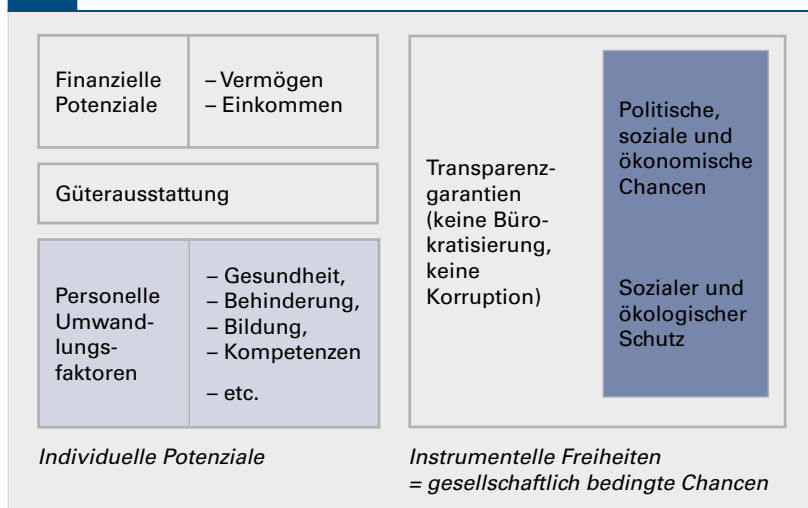 Finanzielle
Potenziale
– Vermögen
– Einkommen
Güterausstattung
Personelle
Umwand-
lungs-
faktoren
– Gesundheit,
– Behinderung,
– Bildung,
– Kompetenzen
– etc.
Individuelle Potenziale
Transparenz-
garantien
(keine Büro-
kratisierung,
keine
Korruption)
Politische,
soziale und
ökonomische
Chancen
Sozialer und
ökologischer
Schutz
Instrumentelle Freiheiten
= gesellschaftlich bedingte Chancen